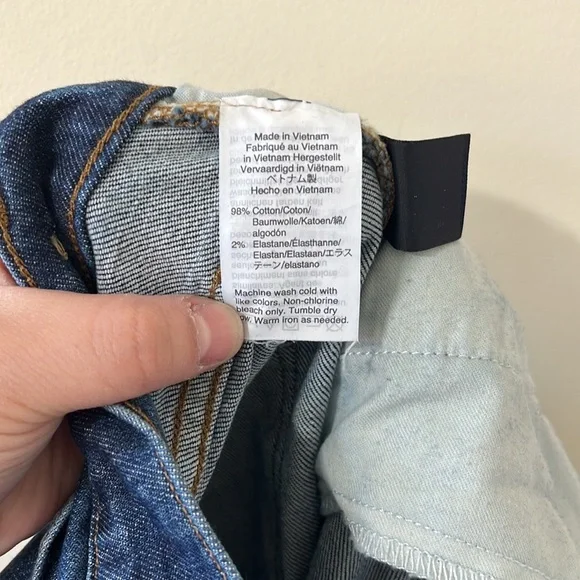 Made in Vietnam
Fabriqué au Vietnam
in Vietnam Hergestellt
Vervaardigd in Viëtnam
ベトナム製
Hecho en Vietnam
98% Cotton/Coton/
Baumwolle/Katoen/綿/
algodón
2% Elastane/Élasthanne/
Elastan/Elastaan/エラス
テーン/elastano
Machine wash cold with
like colors. Non-chlorine
bleach only. Tumble dry
low. Warm Iron as needed.